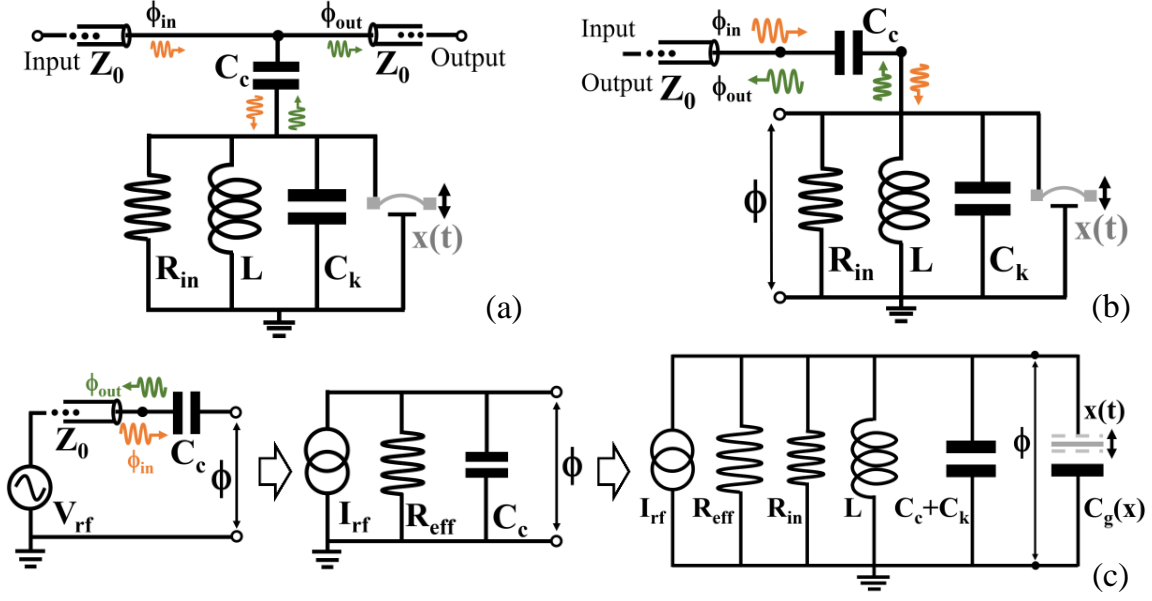 ϕin
ϕout
Input
Z0
Z0
Output
Cc
x(t)
Rin
L
Ck
(a)
Input
ϕin
Cc
Output
Z0
ϕout
ϕ
x(t)
Rin
L
Ck
(b)
ϕout
Z0
ϕin
Cc
ϕ
Vrf
Irf
Reff
Cc
ϕ
x(t)
ϕ
Irf
Reff
Rin
L
Cc+Ck
Cg(x)
(c)